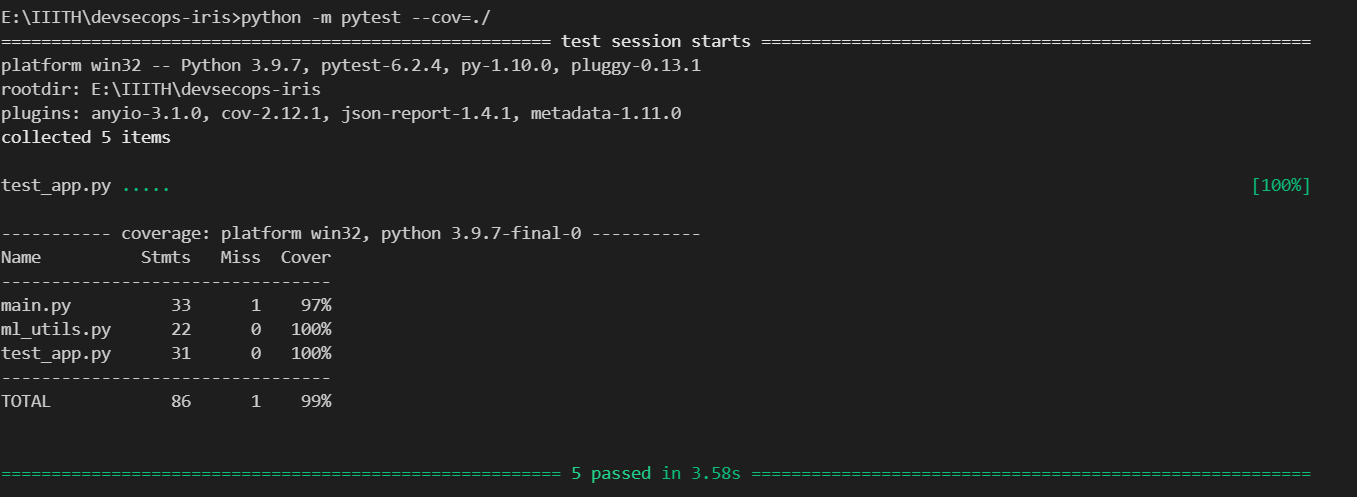 E:\IIITH\devsecops-iris>python -m pytest --cov=./
======================================================= test session starts =======================================================
platform win32 -- Python 3.9.7, pytest-6.2.4, py-1.10.0, pluggy-0.13.1
rootdir: E:\IIITH\devsecops-iris
plugins: anyio-3.1.0, cov-2.12.1, json-report-1.4.1, metadata-1.11.0
collected 5 items
test_app.py ..... [100%]
----------- coverage: platform win32, python 3.9.7-final-0 -----------
Name Stmts Miss Cover
---------------------------------
main.py 33 1 97%
ml_utils.py 22 0 100%
test_app.py 31 0 100%
---------------------------------
TOTAL 86 1 99%
======================================================== 5 passed in 3.58s ========================================================